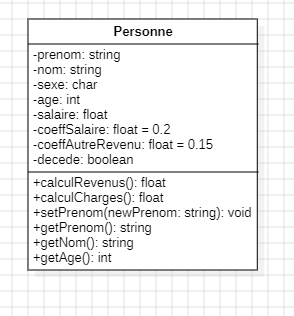 Personne
-prenom: string
-nom: string
-sexe: char
-age: int
-salaire: float
-coeffSalaire: float = 0.2
-coeffAutreRevenu: float = 0.15
-decede: boolean
+calculRevenus(): float
+calculCharges(): float
+setPrenom(newPrenom: string): void
+getPrenom(): string
+getNom(): string
+getAge(): int